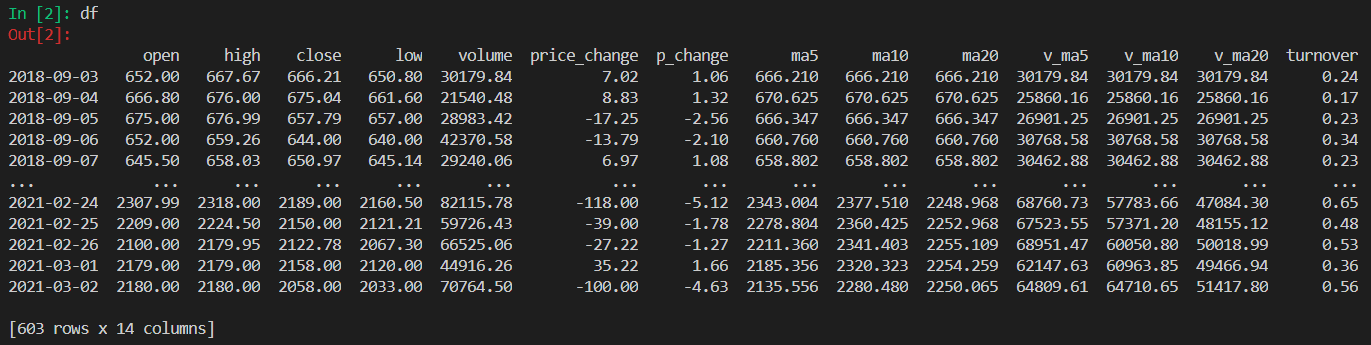 In [2]: df
Out[2]:
open high close low volume price_change p_change ma5 ma10 ma20 v_ma5 v_ma10 v_ma20 turnover
2018-09-03 652.00 667.67 666.21 650.80 30179.84 7.02 1.06 666.210 666.210 666.210 30179.84 30179.84 30179.84 0.24
2018-09-04 666.80 676.00 675.04 661.60 21540.48 8.83 1.32 670.625 670.625 670.625 25860.16 25860.16 25860.16 0.17
2018-09-05 675.00 676.99 657.79 657.00 28983.42 -17.25 -2.56 666.347 666.347 666.347 26901.25 26901.25 26901.25 0.23
2018-09-06 652.00 659.26 644.00 640.00 42370.58 -13.79 -2.10 660.760 660.760 660.760 30768.58 30768.58 30768.58 0.34
2018-09-07 645.50 658.03 650.97 645.14 29240.06 6.97 1.08 658.802 658.802 658.802 30462.88 30462.88 30462.88 0.23
... ... ... ... ... ... ... ... ... ... ... ... ... ... ...
2021-02-24 2307.99 2318.00 2189.00 2160.50 82115.78 -118.00 -5.12 2343.004 2377.510 2248.968 68760.73 57783.66 47084.30 0.65
2021-02-25 2209.00 2224.50 2150.00 2121.21 59726.43 -39.00 -1.78 2278.804 2360.425 2252.968 67523.55 57371.20 48155.12 0.48
2021-02-26 2100.00 2179.95 2122.78 2067.30 66525.06 -27.22 -1.27 2211.360 2341.403 2255.109 68951.47 60050.80 50018.99 0.53
2021-03-01 2179.00 2179.00 2158.00 2120.00 44916.26 35.22 1.66 2185.356 2320.323 2254.259 62147.63 60963.85 49466.94 0.36
2021-03-02 2180.00 2180.00 2058.00 2033.00 70764.50 -100.00 -4.63 2135.556 2280.480 2250.065 64809.61 64710.65 51417.80 0.56
[603 rows x 14 columns]